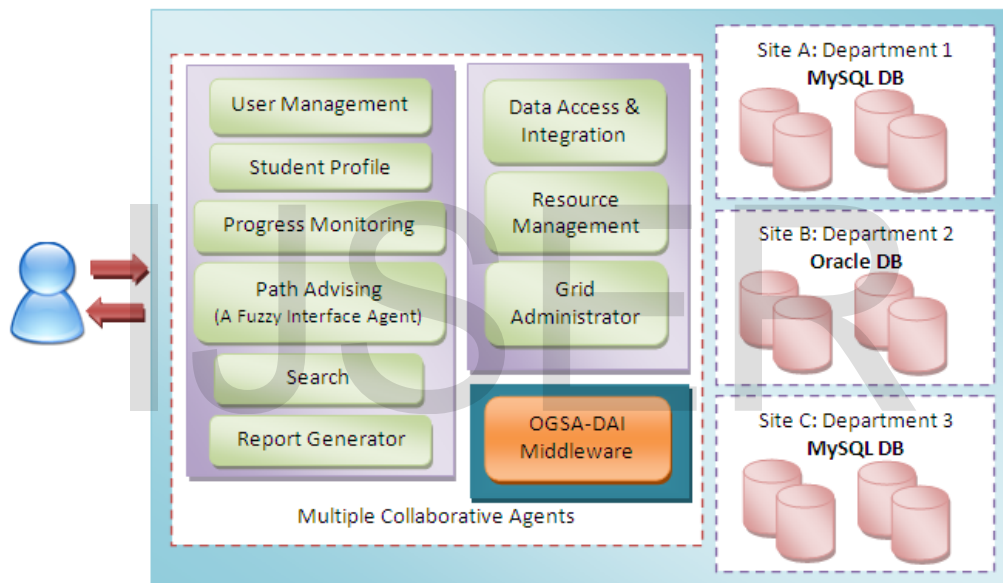 User Management
Student Profile
Progress Monitoring
Path Advising
(A Fuzzy Interface Agent)
Search
Report Generator
Data Access &
Integration
Resource
Management
Grid
Administrator
OGSA-DAI
Middleware
Multiple Collaborative Agents
Site A: Department 1
MySQL DB
Site B: Department 2
Oracle DB
Site C: Department 3
MySQL DB
IJSER